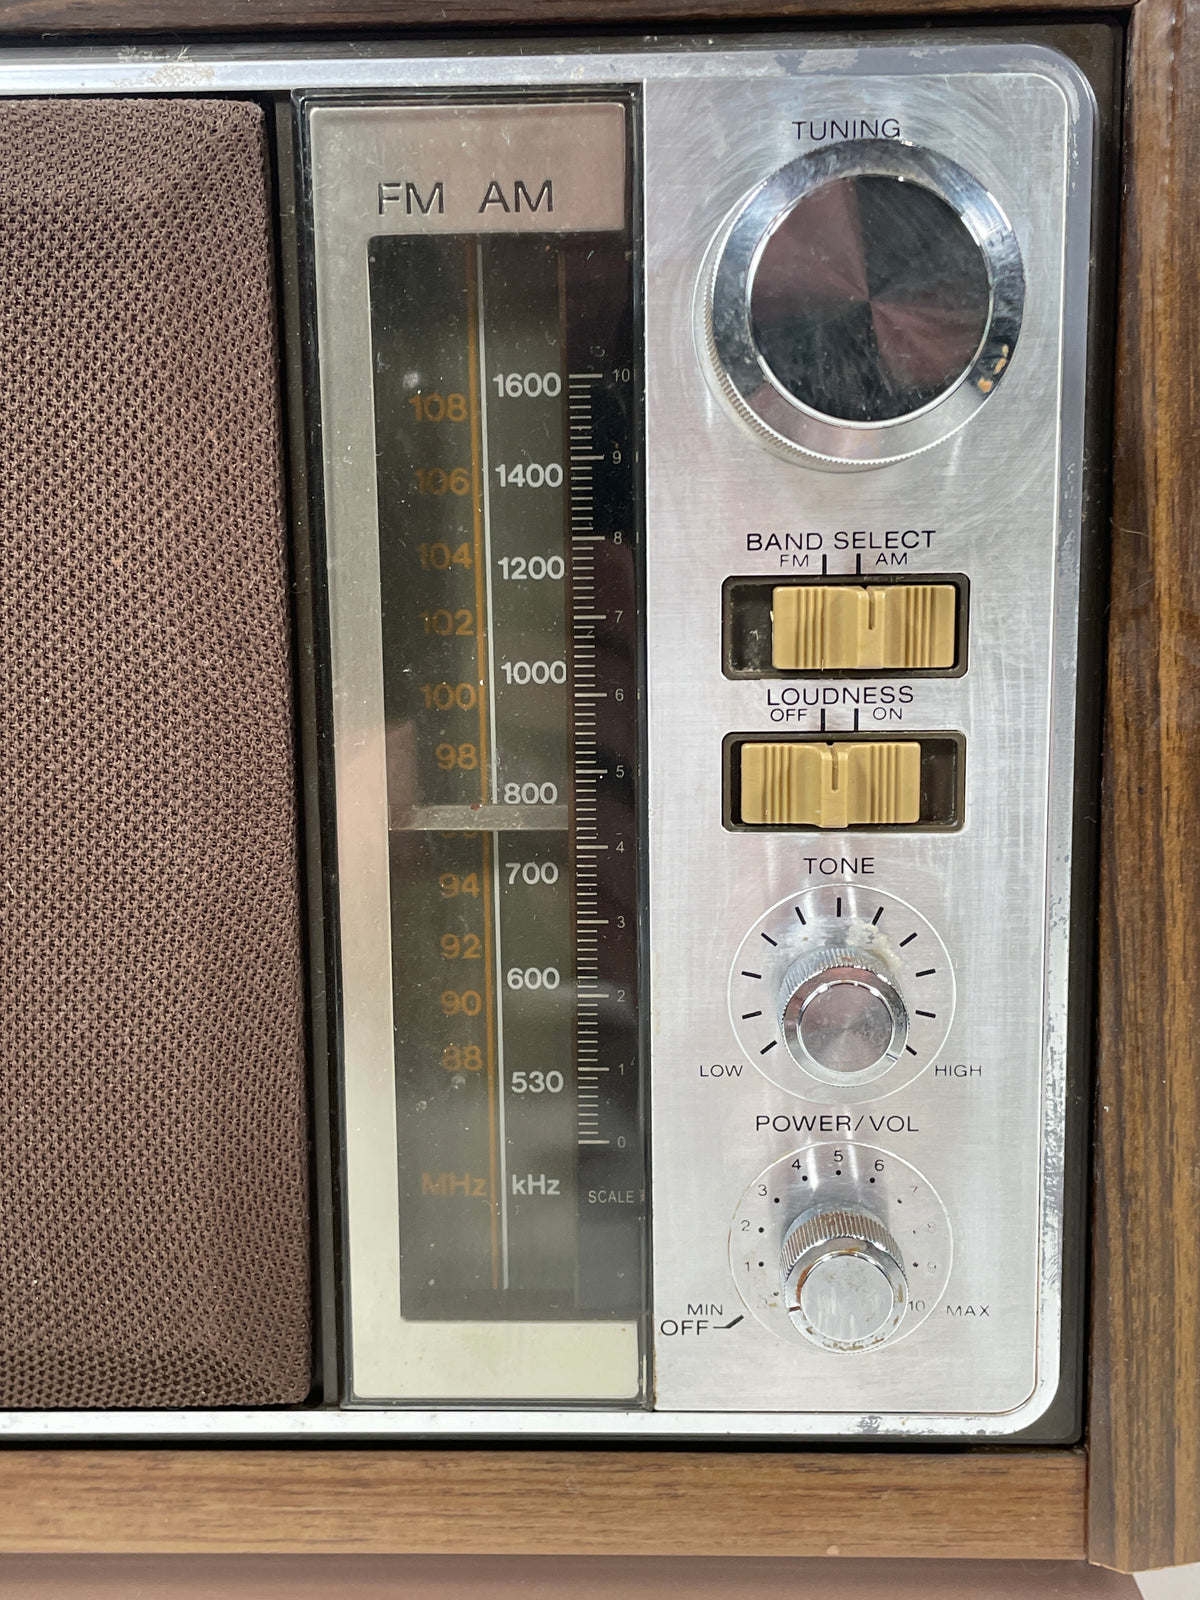 FM AM
108
106
104
102
100
98
94
92
90
88
MHz
1600
1400
1200
1000
800
700
600
530
kHz
10
9
8
7
6
5
4
3
2
1
0
SCALE
TUNING
BAND SELECT
FM AM
LOUDNESS
OFF ON
TONE
LOW HIGH
POWER/VOL
1 2 3 4 5 6 7 8 9 10
MIN MAX
OFF